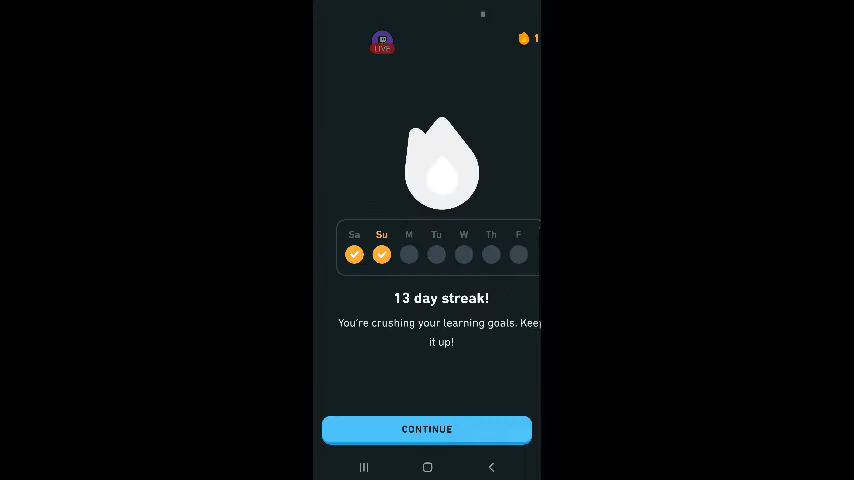 LIVE
1
Sa Su M Tu W Th F
13 day streak!
You're crushing your learning goals. Keep
it up!
CONTINUE